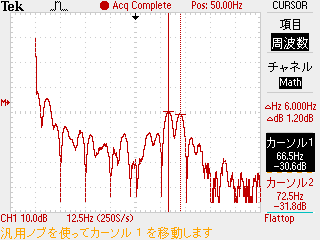 Tek Acq Complete Pos: 50.00Hz CURSOR
項目
周波数
チャネル
Math
M
△Hz 6.000Hz
△dB 1.20dB
カーソル1
66.5Hz
-30.6dB
カーソル2
72.5Hz
-31.8dB
CH1 10.0dB 12.5Hz (250S/s) Flattop
汎用ノブを使ってカーソル 1 を移動します